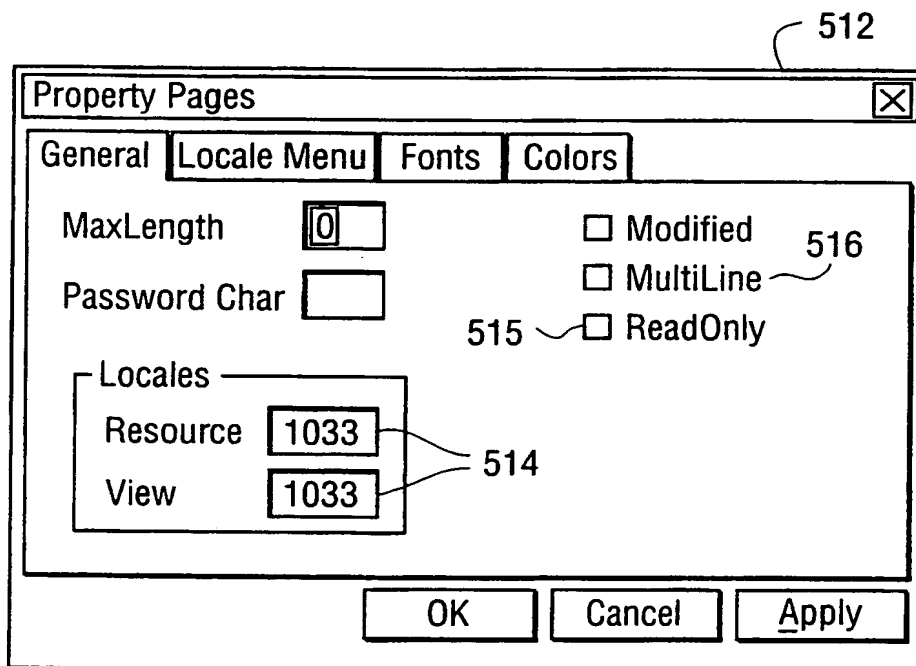 512
Property Pages
General Locale Menu Fonts Colors
MaxLength 0
Modified
516
MultiLine
Password Char
515
ReadOnly
Locales
Resource 1033
514
View 1033
OK Cancel Apply